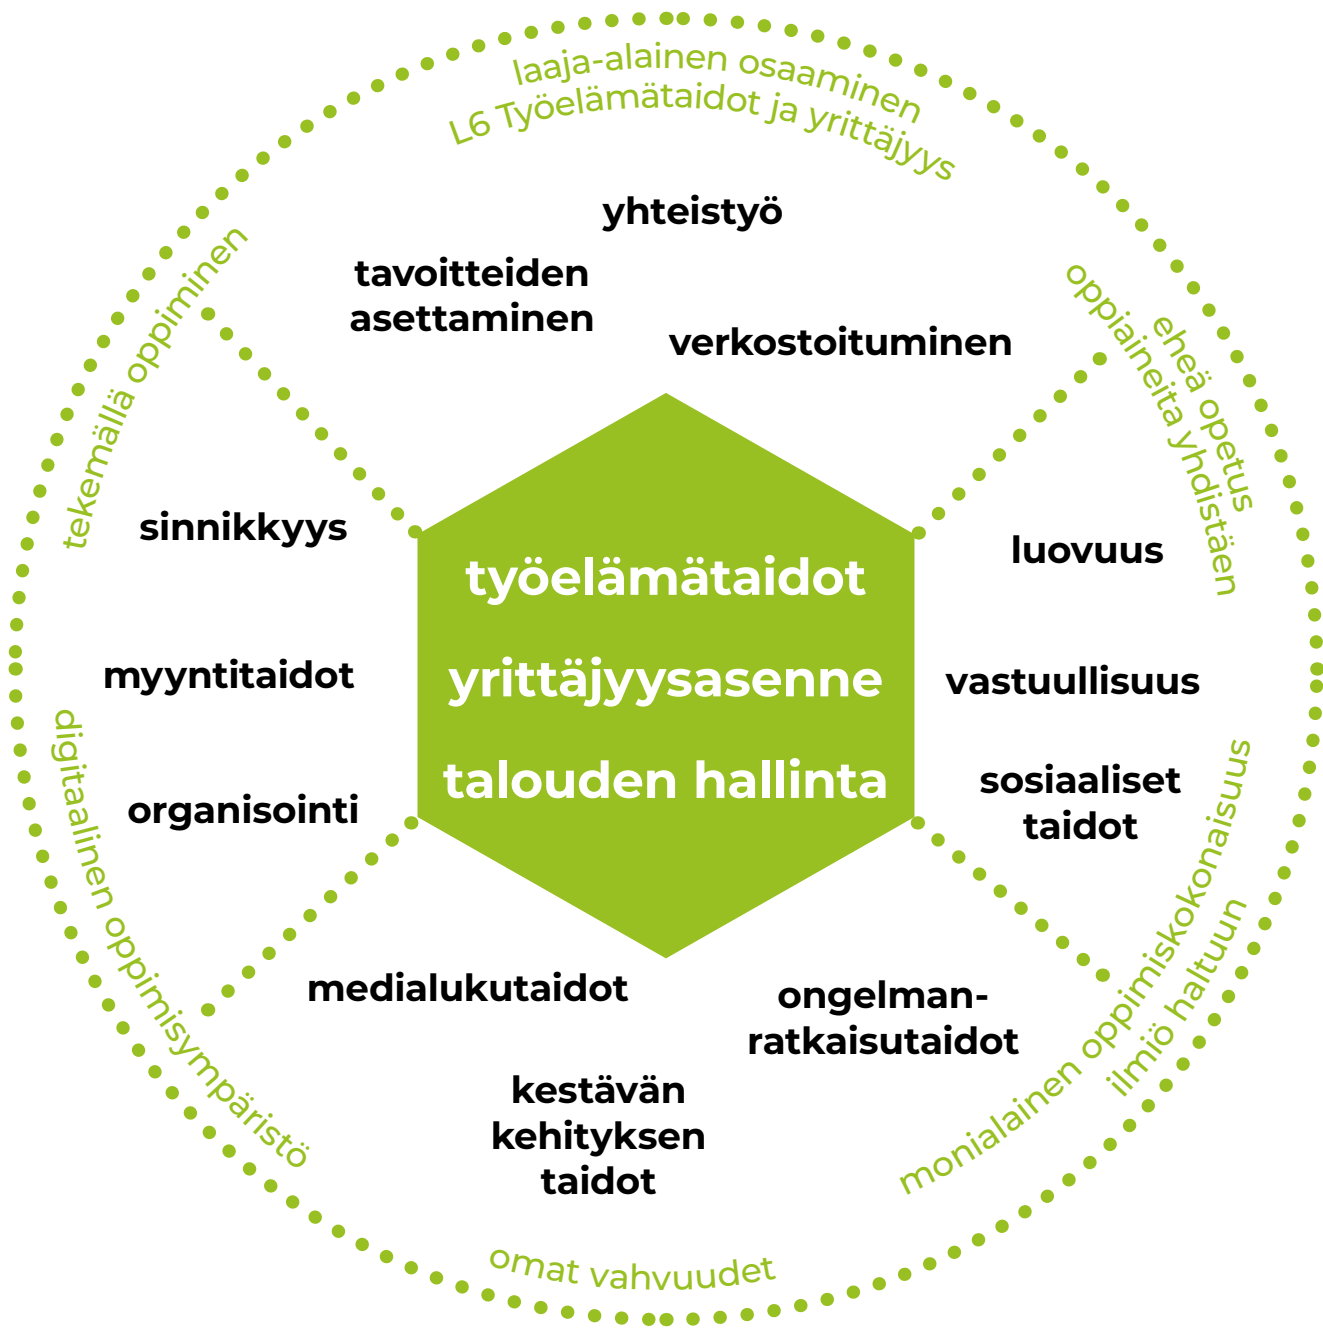 laaja-alainen osaaminen
L6 Työelämätaidot ja yrittäjyys
yhteistyö
tavoitteiden
asettaminen
verkostoituminen
tekemällä oppiminen
eheä opetus
oppiaineita yhdistäen
sinnikkyys
myyntitaidot
organisointi
työelämätaidot
yrittäjyysasenne
talouden hallinta
luovuus
vastuullisuus
sosiaaliset
taidot
digitaalinen oppimisympäristö
medialukutaidot
kestävän
kehityksen
taidot
ongelman-
ratkaisutaidot
monialainen oppimiskokonaisuus
ilmiö haltuun
omat vahvuudet